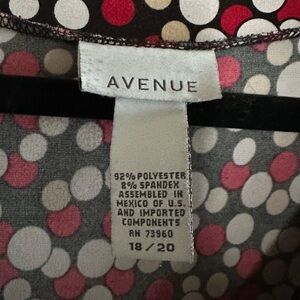 AVENUE
92% POLYESTER
8% SPANDEX
ASSEMBLED IN
MEXICO OF U.S.
AND IMPORTED
COMPONENTS
RN 73960
18 / 20